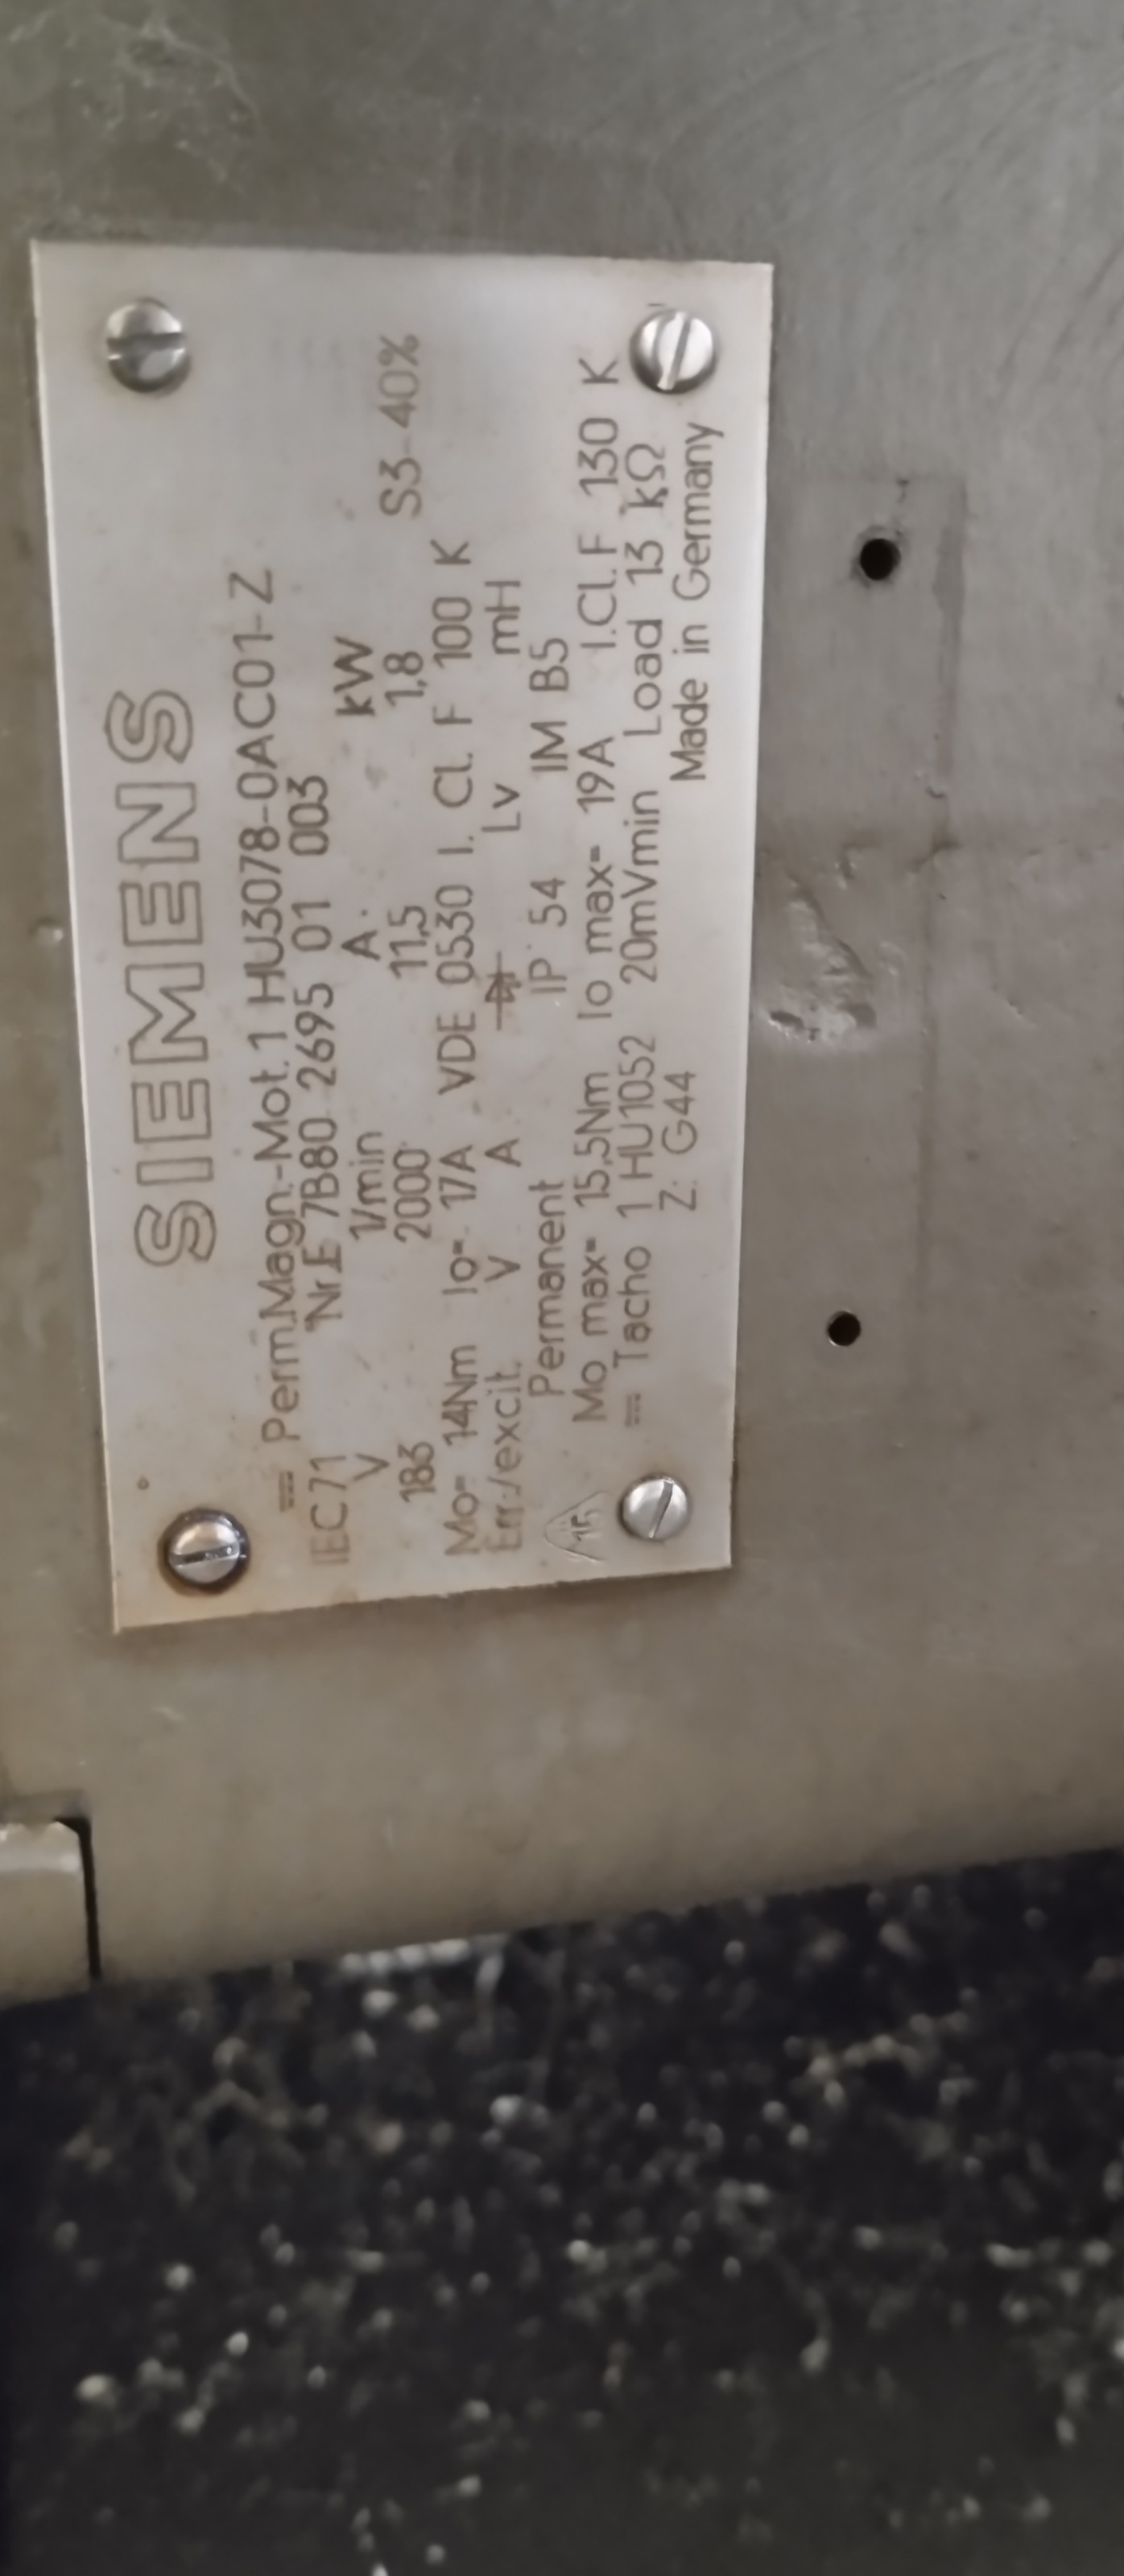 SIEMENS
Perm.Magn.-Mot. 1 HU3078-0AC01-Z
IEC71 Nr.E 7B80 2695 01 003
V 1/min A kW
183 2000 11,5 1,8 S3-40%
Mo= 14Nm Io= 17A VDE 0530 I. Cl. F 100 K
Err./excit. V A Lv mH
Permanent IP 54 IM B5
Mo max= 15,5Nm Io max= 19A I.Cl.F 130 K
Tacho 1 HU1052 20mVmin Load 13 kΩ
Z: G44 Made in Germany